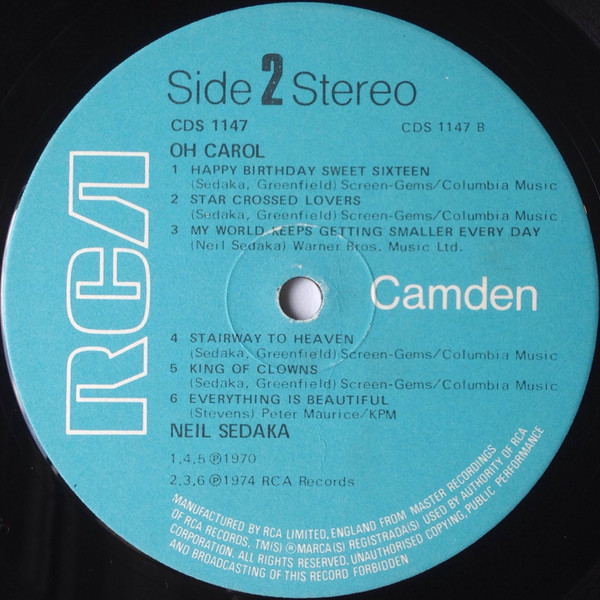 Side 2 Stereo
CDS 1147
CDS 1147 B
OH CAROL
1 HAPPY BIRTHDAY SWEET SIXTEEN
(Sedaka, Greenfield) Screen-Gems/Columbia Music
2 STAR CROSSED LOVERS
(Sedaka, Greenfield) Screen-Gems/Columbia Music
3 MY WORLD KEEPS GETTING SMALLER EVERY DAY
(Neil Sedaka) Warner Bros. Music Ltd.
RCA
Camden
4 STAIRWAY TO HEAVEN
(Sedaka, Greenfield) Screen-Gems/Columbia Music
5 KING OF CLOWNS
(Sedaka, Greenfield) Screen-Gems/Columbia Music
6 EVERYTHING IS BEAUTIFUL
(Stevens) Peter Maurice/KPM
NEIL SEDAKA
1,4,5 ℗ 1970
2,3,6 ℗ 1974 RCA Records
MANUFACTURED BY RCA LIMITED, ENGLAND FROM MASTER RECORDINGS
OF RCA RECORDS, TM(S) ® MARCA(S) REGISTRADA(S) USED BY AUTHORITY OF RCA
CORPORATION. ALL RIGHTS RESERVED. UNAUTHORISED COPYING, PUBLIC PERFORMANCE
AND BROADCASTING OF THIS RECORD FORBIDDEN